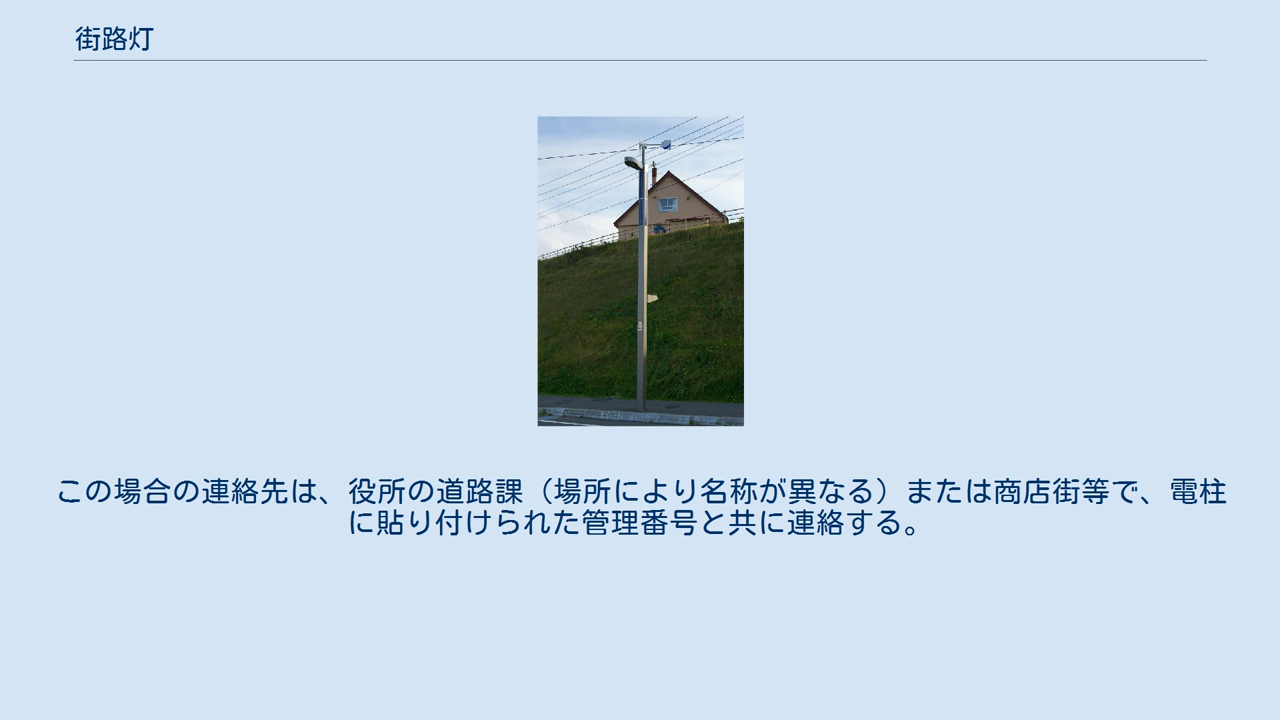 街路灯
この場合の連絡先は、役所の道路課（場所により名称が異なる）または商店街等で、電柱
に貼り付けられた管理番号と共に連絡する。